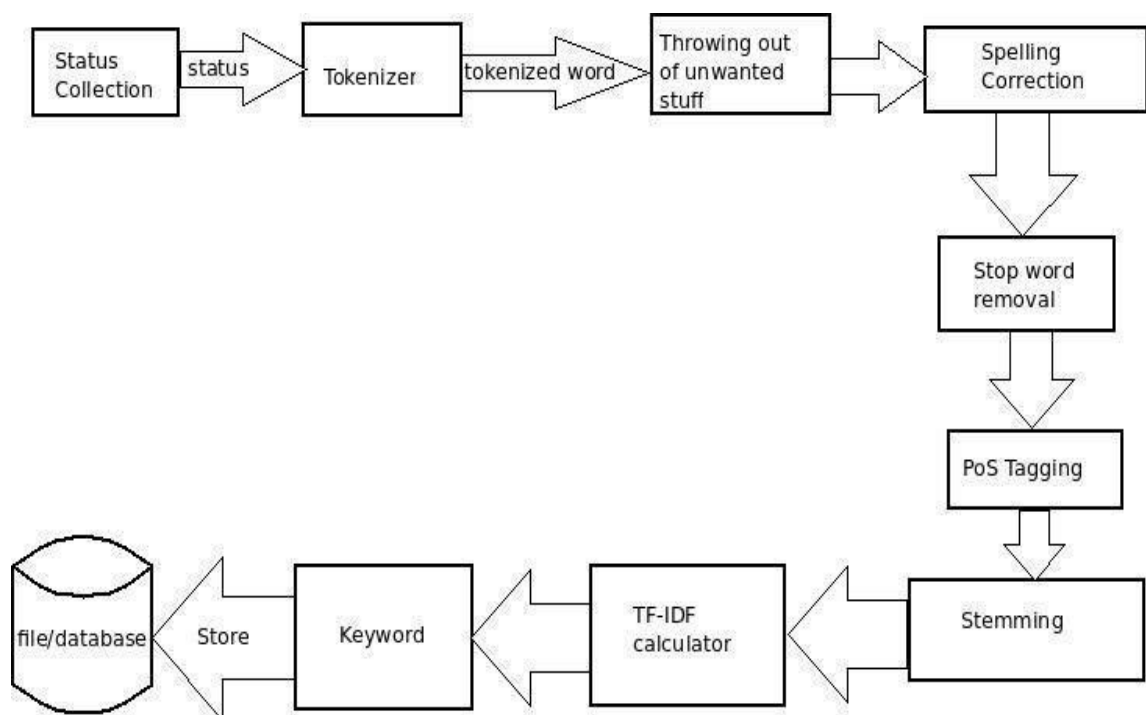 Status
Collection
status
Tokenizer
tokenized word
Throwing out
of unwanted
stuff
Spelling
Correction
Stop word
removal
PoS Tagging
Stemming
TF-IDF
calculator
Keyword
Store
file/database